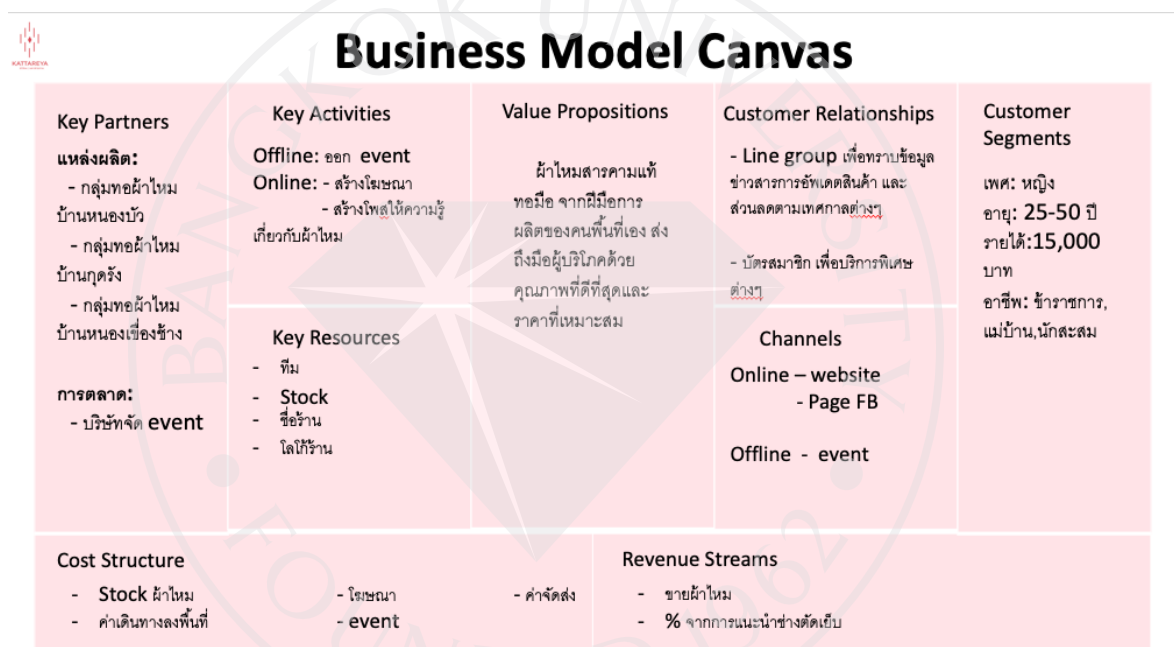 KATTAREYA
Business Model Canvas
Key Partners
แหล่งผลิต:
- กลุ่มทอผ้าไหม
บ้านหนองบัว
- กลุ่มทอผ้าไหม
บ้านกุดรัง
- กลุ่มทอผ้าไหม
บ้านหนองเขื่องช้าง
การตลาด:
- บริษัทจัด event
Key Activities
Offline: ออก event
Online: - สร้างโฆษณา
- สร้างโพสให้ความรู้
เกี่ยวกับผ้าไหม
Key Resources
- ทีม
- Stock
- ชื่อร้าน
- โลโก้ร้าน
Value Propositions
ผ้าไหมสารคามแท้
ทอมือ จากฝีมือการ
ผลิตของคนพื้นที่เอง ส่ง
ถึงมือผู้บริโภคด้วย
คุณภาพที่ดีที่สุดและ
ราคาที่เหมาะสม
Customer Relationships
- Line group เพื่อทราบข้อมูล
ข่าวสารการอัพเดตสินค้า และ
ส่วนลดตามเทศกาลต่างๆ
- บัตรสมาชิก เพื่อบริการพิเศษ
ต่างๆ
Channels
Online – website
- Page FB
Offline - event
Customer
Segments
เพศ: หญิง
อายุ: 25-50 ปี
รายได้:15,000
บาท
อาชีพ: ข้าราชการ,
แม่บ้าน,นักสะสม
Cost Structure
- Stock ผ้าไหม
- ค่าเดินทางลงพื้นที่
- โฆษณา
- event
- ค่าจัดส่ง
Revenue Streams
- ขายผ้าไหม
- % จากการแนะนำช่างตัดเย็บ
BANGKOK UNIVERSITY